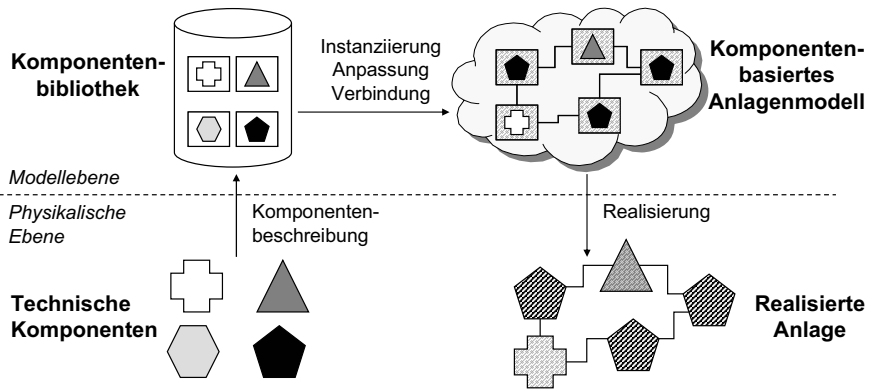 Komponenten-
bibliothek
Instanziierung
Anpassung
Verbindung
Komponenten-
basiertes
Anlagenmodell
Modellebene
Physikalische
Ebene
Komponenten-
beschreibung
Realisierung
Technische
Komponenten
Realisierte
Anlage